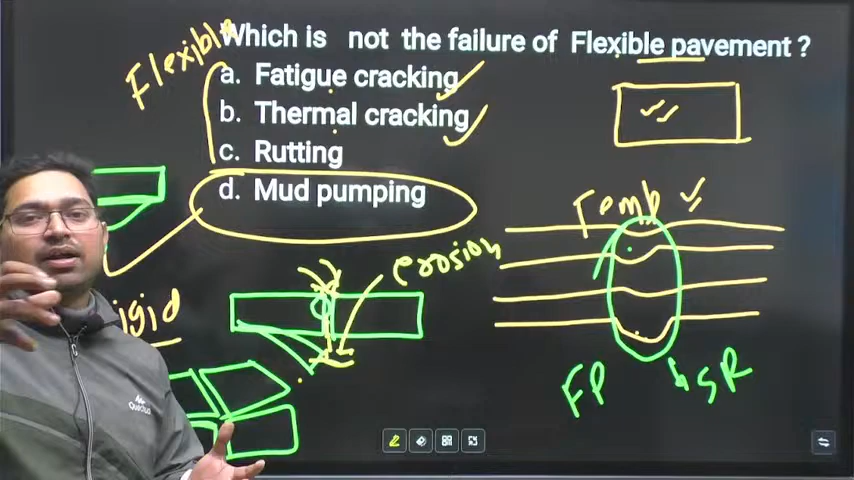 Which is not the failure of Flexible pavement ?
Flexible
a. Fatigue cracking
b. Thermal cracking
c. Rutting
d. Mud pumping
Temp
erosion
igid
FP
SR
Quechua